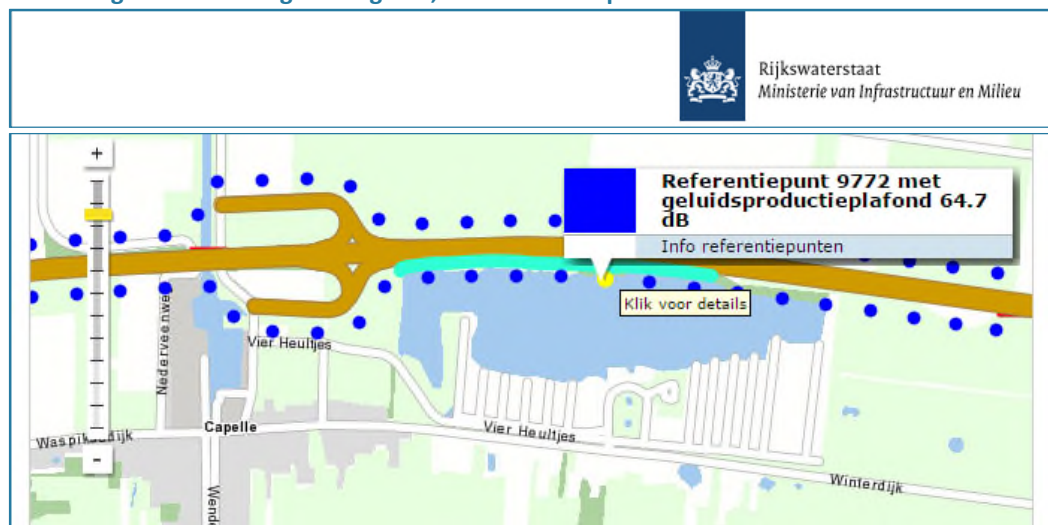 Rijkswaterstaat
Ministerie van Infrastructuur en Milieu
+
Referentiepunt 9772 met
geluidsproductieplafond 64.7
dB
Info referentiepunten
Klik voor details
Nederveenwe
Vier Heultjes
Capelle
Vier Heultjes
Winterdijk
-